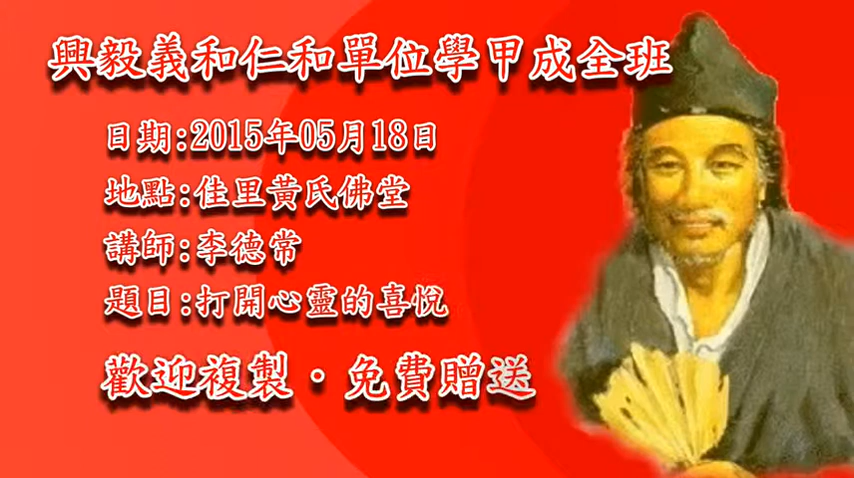 興毅義和仁和單位學甲成全班
日期:2015年05月18日
地點:佳里黃氏佛堂
講師:李德常
題目:打開心靈的喜悅
歡迎複製·免費贈送